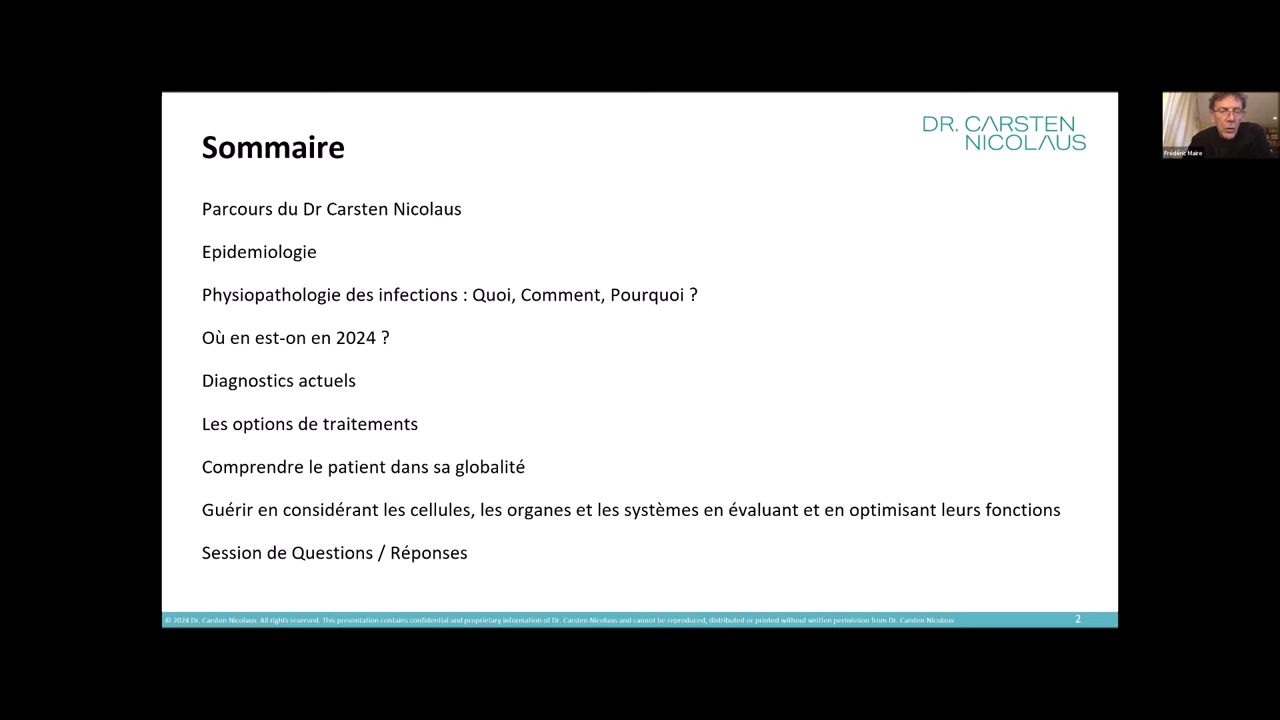 Sommaire
DR. CARSTEN
NICOLAUS
Parcours du Dr Carsten Nicolaus
Epidemiologie
Physiopathologie des infections : Quoi, Comment, Pourquoi ?
Où en est-on en 2024 ?
Diagnostics actuels
Les options de traitements
Comprendre le patient dans sa globalité
Guérir en considérant les cellules, les organes et les systèmes en évaluant et en optimisant leurs fonctions
Session de Questions / Réponses
© 2024 Dr. Carsten Nicolaus. All rights reserved. This presentation contains confidential and proprietary information of Dr. Carsten Nicolaus and cannot be reproduced, distributed or printed without written permission from Dr. Carsten Nicolaus
2
Frédéric Maire